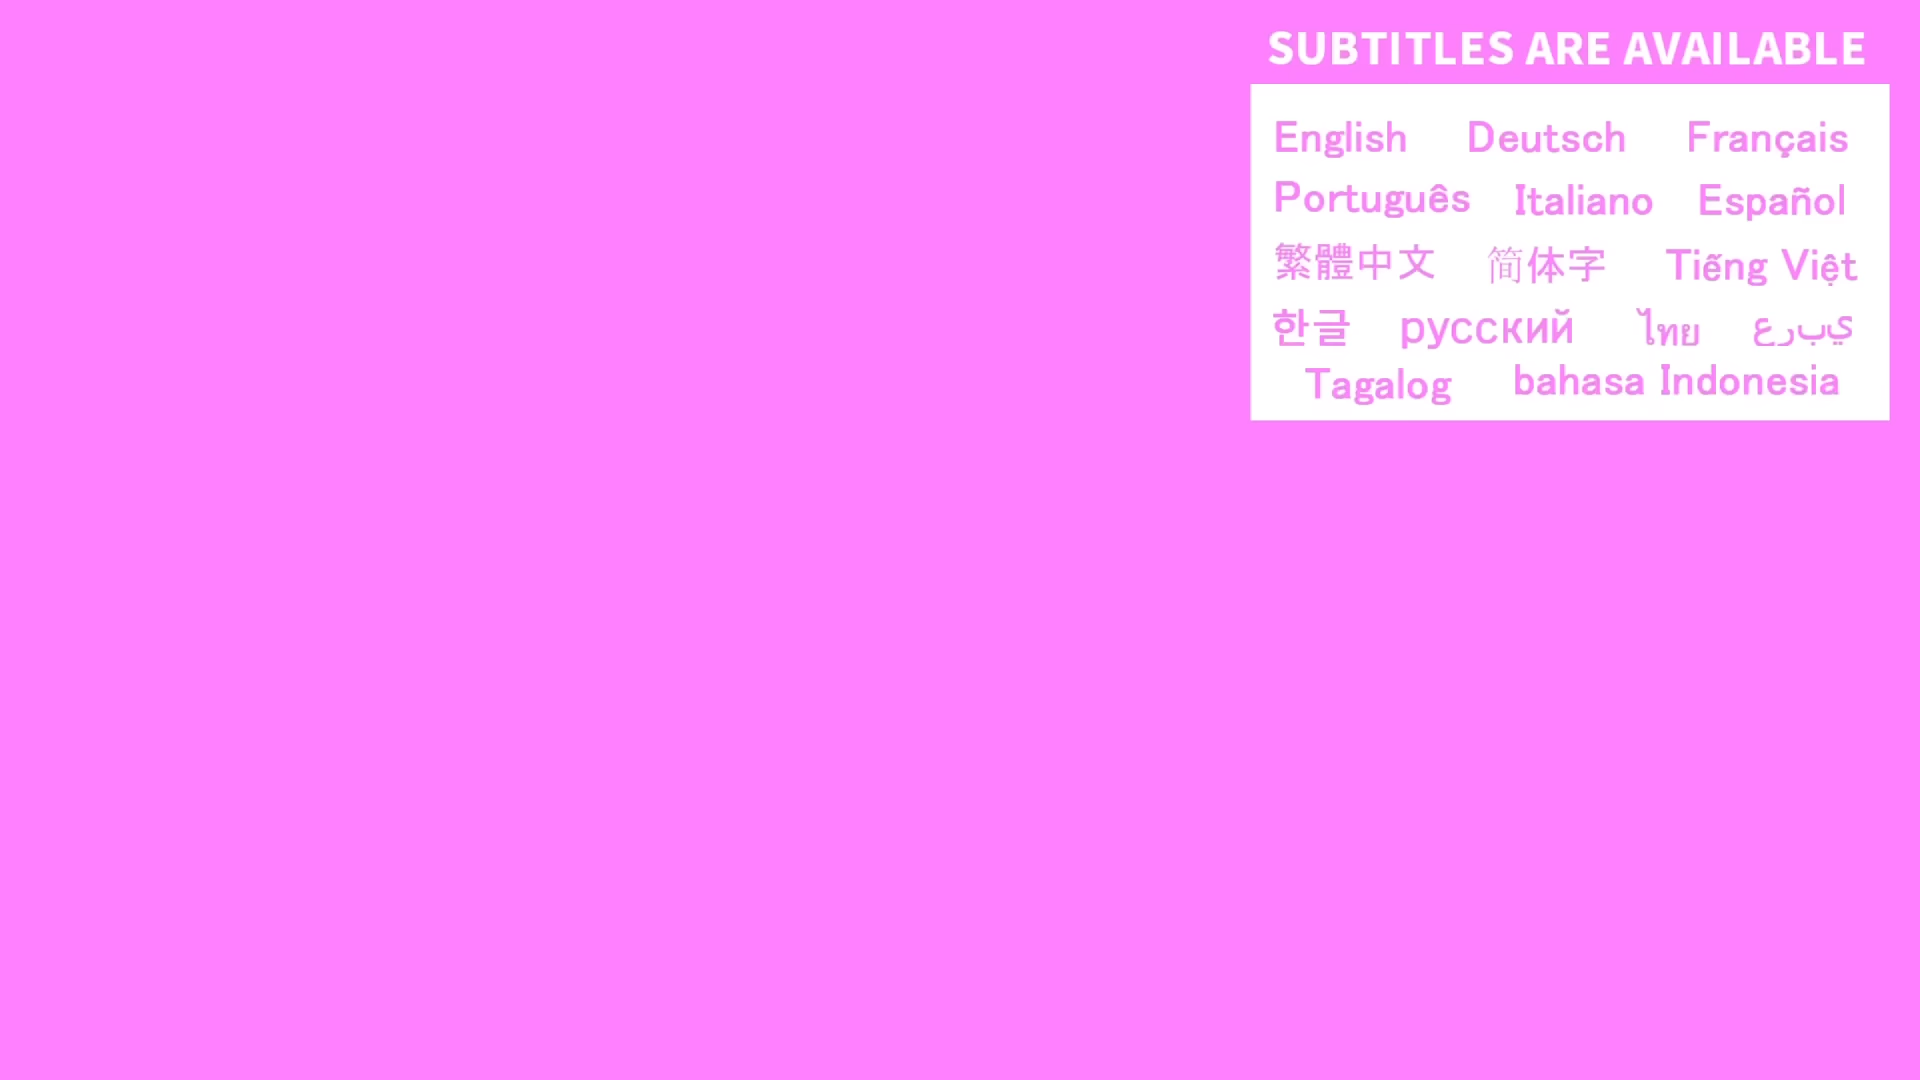 SUBTITLES ARE AVAILABLE
English Deutsch Français
Português Italiano Español
繁體中文 简体字 Tiếng Việt
한글 русский ไทย عربي
Tagalog bahasa Indonesia